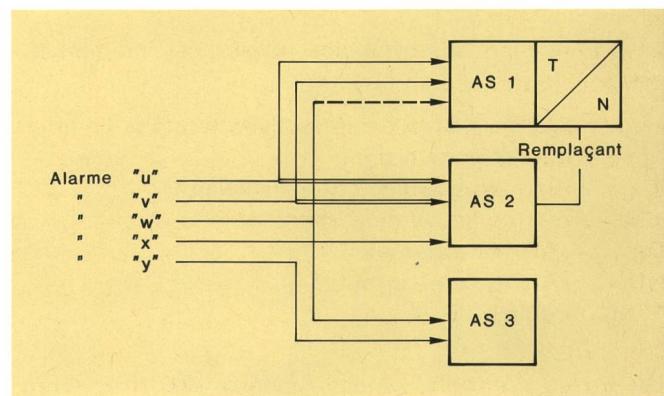 AS 1
T
N
Remplaçant
Alarme "u"
" "v"
" "w"
" "x"
" "y"
AS 2
AS 3